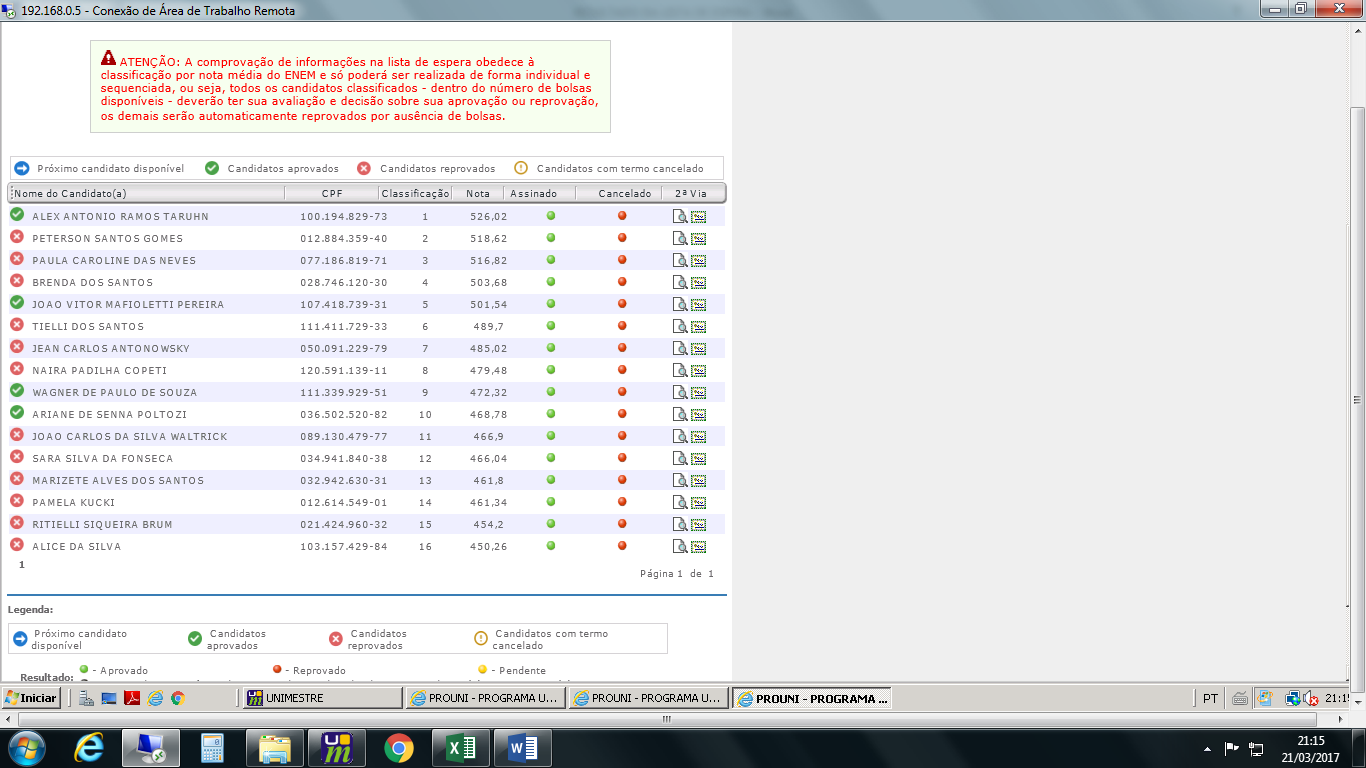 192.168.0.5 - Conexão de Área de Trabalho Remota
ATENÇÃO: A comprovação de informações na lista de espera obedece à
classificação por nota média do ENEM e só poderá ser realizada de forma individual e
sequenciada, ou seja, todos os candidatos classificados - dentro do número de bolsas
disponíveis - deverão ter sua avaliação e decisão sobre sua aprovação ou reprovação,
os demais serão automaticamente reprovados por ausência de bolsas.
Próximo candidato disponível Candidatos aprovados Candidatos reprovados Candidatos com termo cancelado
Nome do Candidato(a) CPF Classificação Nota Assinado Cancelado 2ª Via
ALEX ANTONIO RAMOS TARUHN 100.194.829-73 1 526,02
PETERSON SANTOS GOMES 012.884.359-40 2 518,62
PAULA CAROLINE DAS NEVES 077.186.819-71 3 516,82
BRENDA DOS SANTOS 028.746.120-30 4 503,68
JOAO VITOR MAFIOLETTI PEREIRA 107.418.739-31 5 501,54
TIELLI DOS SANTOS 111.411.729-33 6 489,7
JEAN CARLOS ANTONOWSKY 050.091.229-79 7 485,02
NAIRA PADILHA COPETI 120.591.139-11 8 479,48
WAGNER DE PAULO DE SOUZA 111.339.929-51 9 472,32
ARIANE DE SENNA POLTOZI 036.502.520-82 10 468,78
JOAO CARLOS DA SILVA WALTRICK 089.130.479-77 11 466,9
SARA SILVA DA FONSECA 034.941.840-38 12 466,04
MARIZETE ALVES DOS SANTOS 032.942.630-31 13 461,8
PAMELA KUCKI 012.614.549-01 14 461,34
RITIELLI SIQUEIRA BRUM 021.424.960-32 15 454,2
ALICE DA SILVA 103.157.429-84 16 450,26
1
Página 1 de 1
Legenda:
Próximo candidato disponível
Candidatos aprovados
Candidatos reprovados
Candidatos com termo cancelado
Resultado: - Aprovado - Reprovado - Pendente
Iniciar UNIMESTRE PROUNI - PROGRAMA U... PROUNI - PROGRAMA U... PROUNI - PROGRAMA ... PT 21:15
21:15
21/03/2017